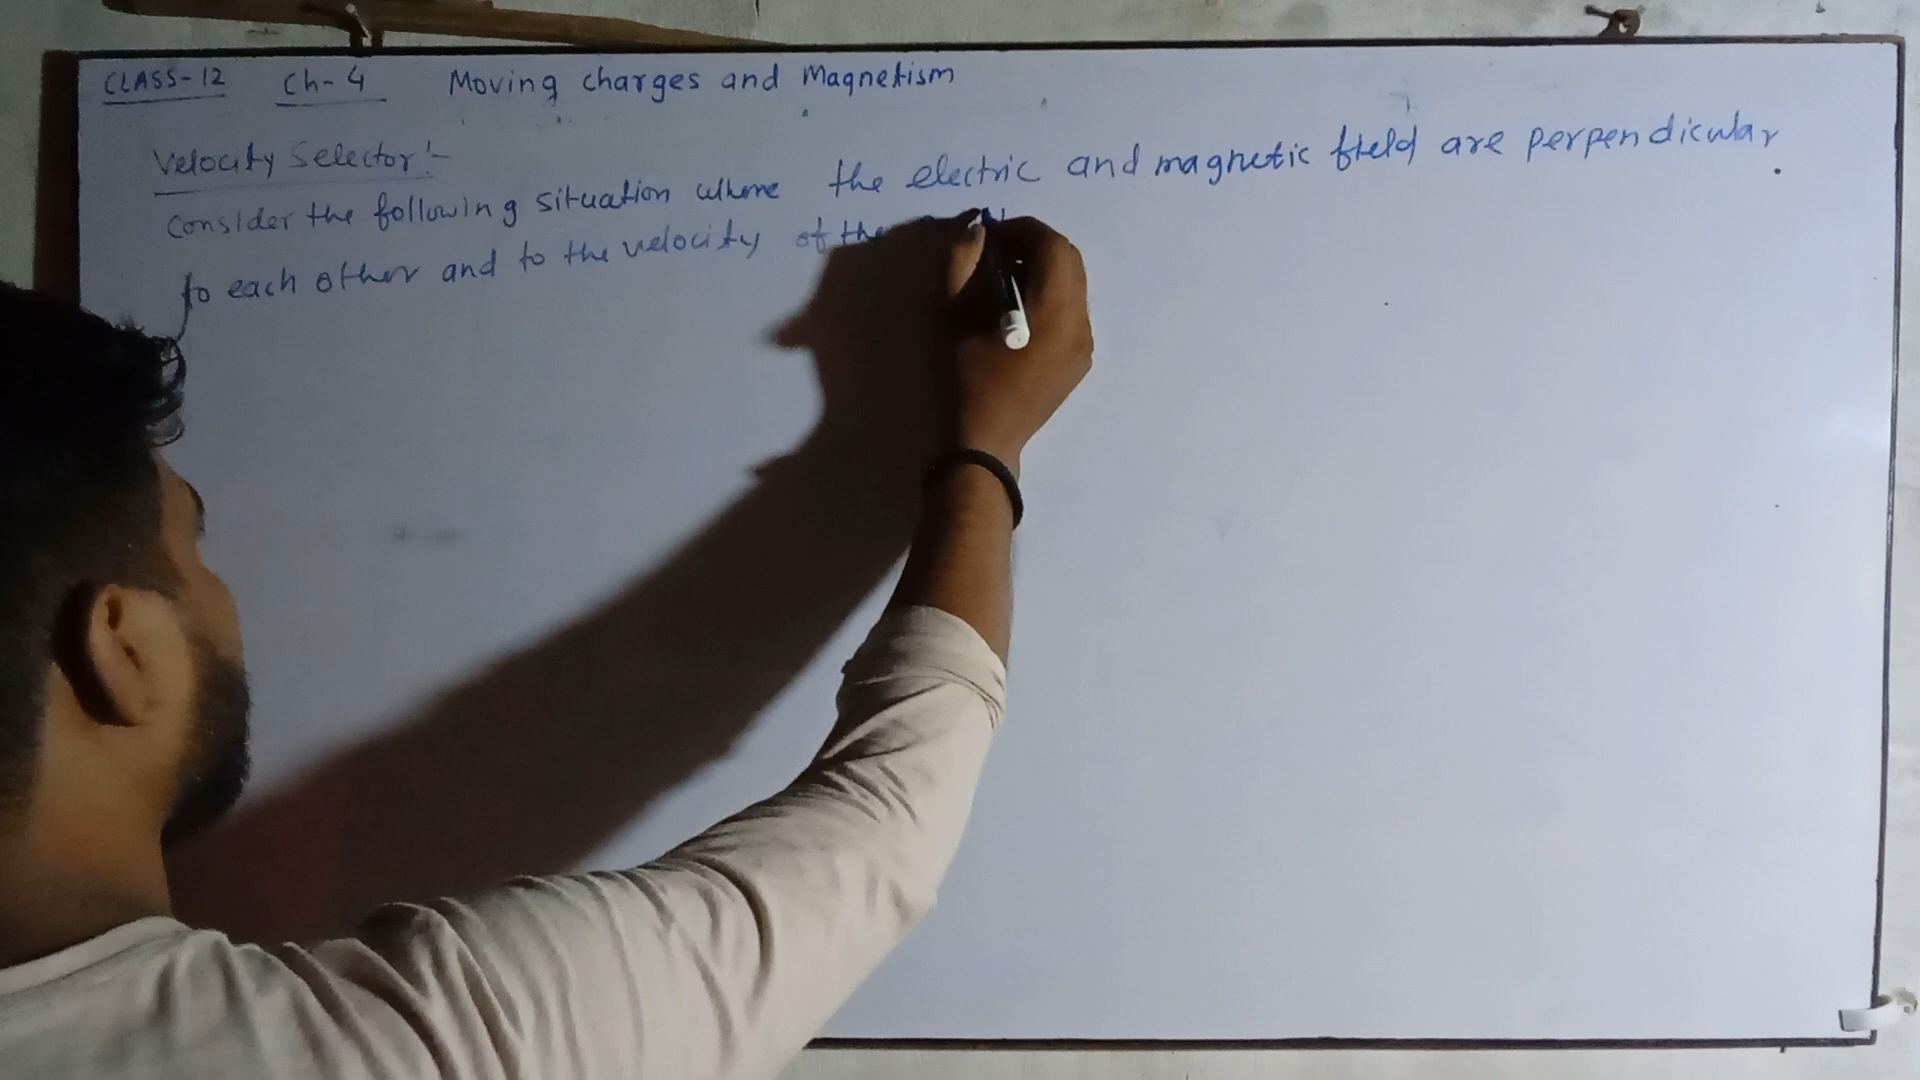 CLASS-12 Ch-4 Moving charges and Magnetism
Velocity Selector:-
Consider the following situation where the electric and magnetic field are perpendicular
to each other and to the velocity of the